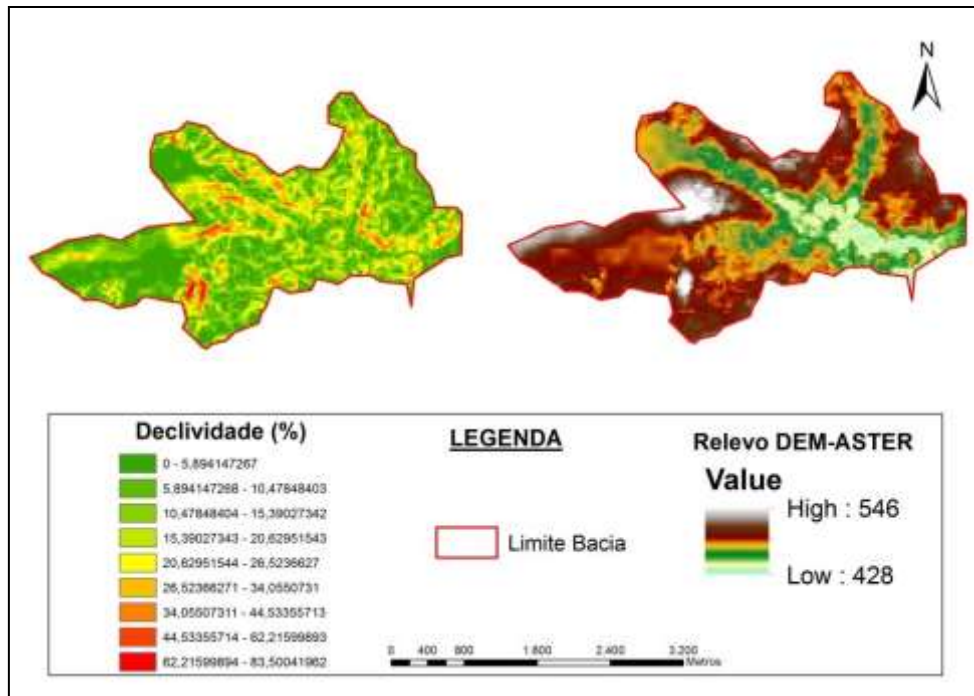 N
Declividade (%)
0 - 5,894147267
5,894147268 - 10,47848403
10,47848404 - 15,39027342
15,39027343 - 20,62951543
20,62951544 - 26,5236627
26,52366271 - 34,0550731
34,05507311 - 44,53355713
44,53355714 - 62,21599893
62,21599894 - 83,50041962
LEGENDA
Limite Bacia
0 400 800 1.600 2.400 3.200
Metros
Relevo DEM-ASTER
Value
High : 546
Low : 428